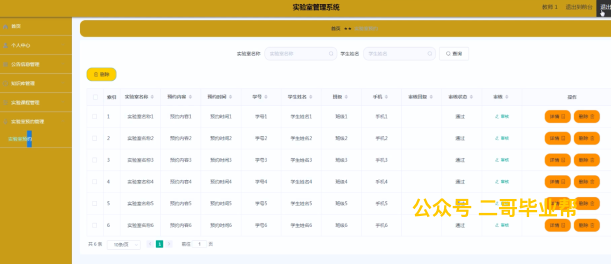 实验室管理系统
教师 1 退出到前台 退出
首页
首页
个人中心
公告信息管理
知识库管理
实验课程管理
实验室预约管理
实验室名称 实验室名称 学生姓名 学生姓名 查询
删除
索引 实验室名称 预约内容 预约时间 学号 学生姓名 班级 手机 审核回复 审核状态 审核 操作
1 实验室名称1 预约内容1 预约时间1 学号1 学生姓名1 班级1 手机1 通过 审核 详情 删除
2 实验室名称2 预约内容2 预约时间2 学号2 学生姓名2 班级2 手机2 通过 审核 详情 删除
3 实验室名称3 预约内容3 预约时间3 学号3 学生姓名3 班级3 手机3 通过 审核 详情 删除
4 实验室名称4 预约内容4 预约时间4 学号4 学生姓名4 班级4 手机4 通过 审核 详情 删除
5 实验室名称5 预约内容5 预约时间5 学号5 学生姓名5 班级5 手机5 通过 审核 详情 删除
公众号 二哥毕业帮
6 实验室名称6 预约内容6 预约时间6 学号6 学生姓名6 班级6 手机6 通过 审核 详情 删除
共 6 条 10条/页 1 前往 1 页